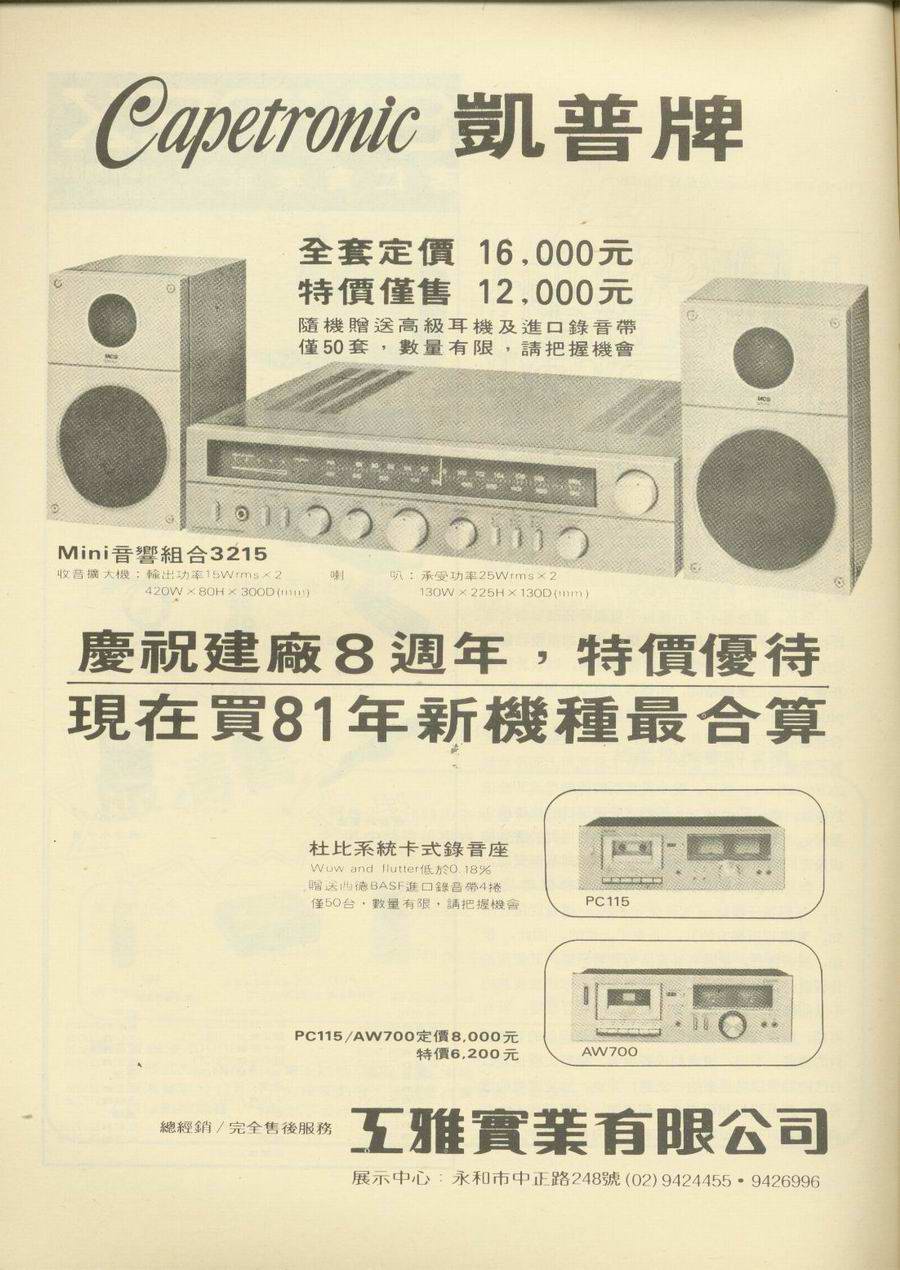 Capetronic 凱普牌
全套定價 16,000元
特價僅售 12,000元
隨機贈送高級耳機及進口錄音帶
僅50套，數量有限，請把握機會
MCS
MCS
Mini音響組合3215
收音擴大機：輸出功率15Wrms×2
420W×80H×300D(mm)
喇　叭：承受功率25Wrms×2
130W×225H×130D(mm)
慶祝建廠8週年，特價優待
現在買81年新機種最合算
杜比系統卡式錄音座
Wow and flutter低於0.18%
贈送西德BASF進口錄音帶4捲
僅50台，數量有限，請把握機會
PC115
PC115/AW700定價8,000元
特價6,200元
AW700
總經銷/完全售後服務
工雅實業有限公司
展示中心：永和市中正路248號(02)9424455•9426996